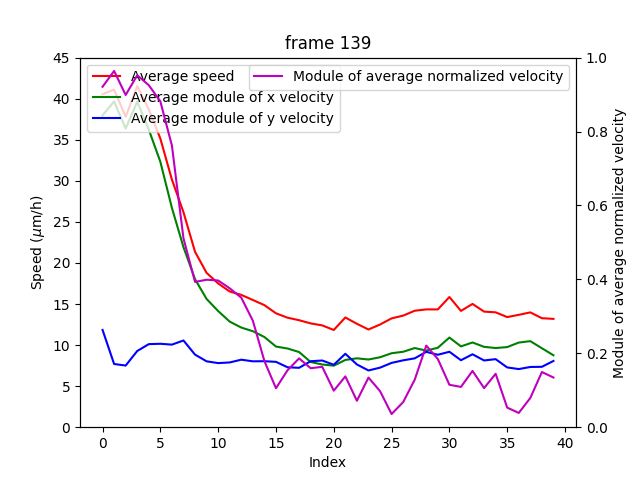 frame 139
Average speed
Average module of x velocity
Average module of y velocity
Module of average normalized velocity
Speed (μm/h)
45
40
35
30
25
20
15
10
5
0
1.0
0.8
0.6
0.4
0.2
0.0
Module of average normalized velocity
0 5 10 15 20 25 30 35 40
Index